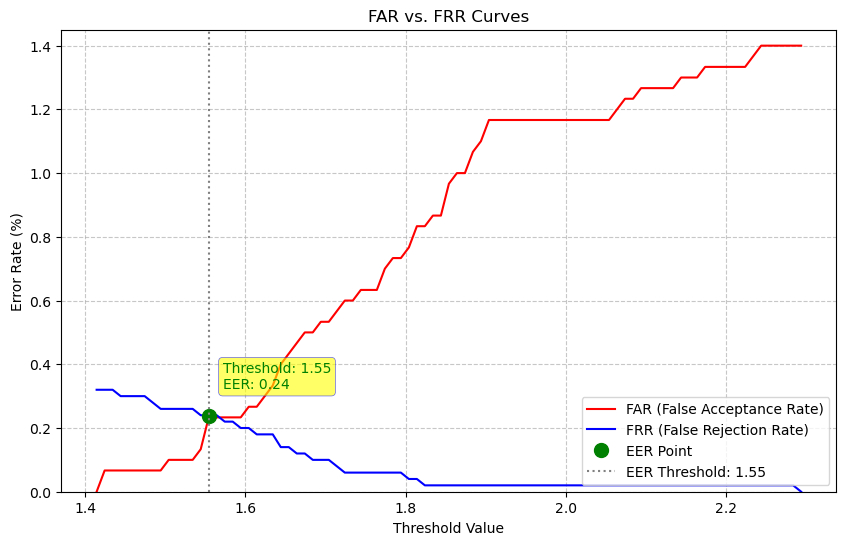 FAR vs. FRR Curves
Error Rate (%)
1.4
1.2
1.0
0.8
0.6
0.4
0.2
0.0
Threshold: 1.55
EER: 0.24
FAR (False Acceptance Rate)
FRR (False Rejection Rate)
EER Point
EER Threshold: 1.55
1.4
1.6
1.8
2.0
2.2
Threshold Value